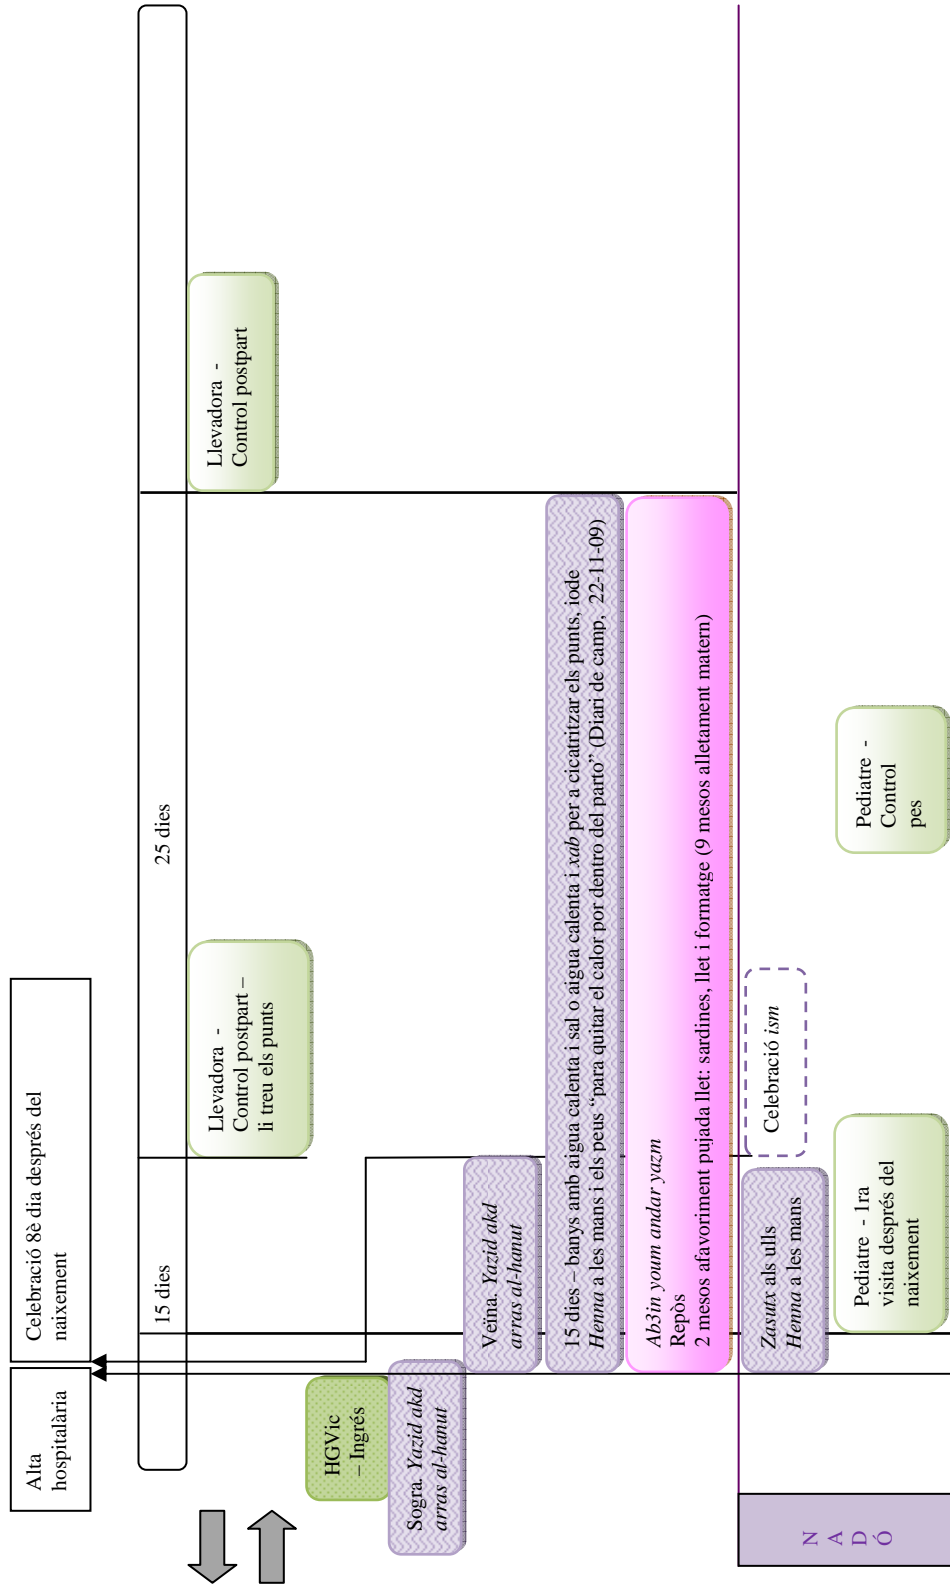 Alta
hospitalària
Celebració 8è dia després del
naixement
15 dies
25 dies
Llevadora -
Control postpart –
li treu els punts
Llevadora -
Control postpart
HGVic
– Ingrés
Sogra. Yazid akd
arras al-hanut
Veïna. Yazid akd
arras al-hanut
15 dies – banys amb aigua calenta i sal o aigua calenta i xab per a cicatritzar els punts, iode
Henna a les mans i els peus “para quitar el calor por dentro del parto” (Diari de camp, 22-11-09)
Ab3in youm andar yazm
Repòs
2 mesos afavoriment pujada llet: sardines, llet i formatge (9 mesos alletament matern)
N
A
D
Ó
Zasutx als ulls
Henna a les mans
Celebració ism
Pediatre - 1ra
visita després del
naixement
Pediatre -
Control
pes